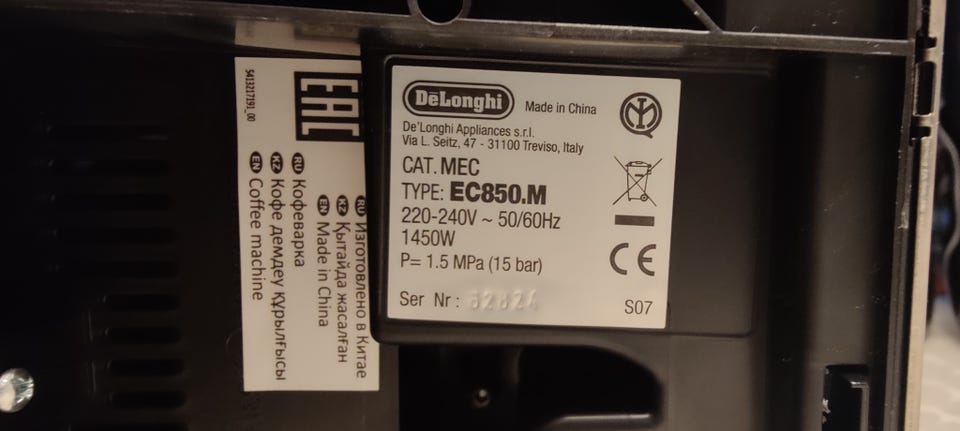 DeLonghi
Made in China
De'Longhi Appliances s.r.l.
Via L. Seitz, 47 - 31100 Treviso, Italy
CAT. MEC
TYPE: EC850.M
220-240V ~ 50/60Hz
1450W
P= 1.5 MPa (15 bar)
Ser Nr :
S07
CE
5413217191_00
EAC
RU Изготовлено в Китае
KZ Қытайда жасалған
EN Made in China
RU Кофеварка
KZ Кофе демдеу құрылғысы
EN Coffee machine